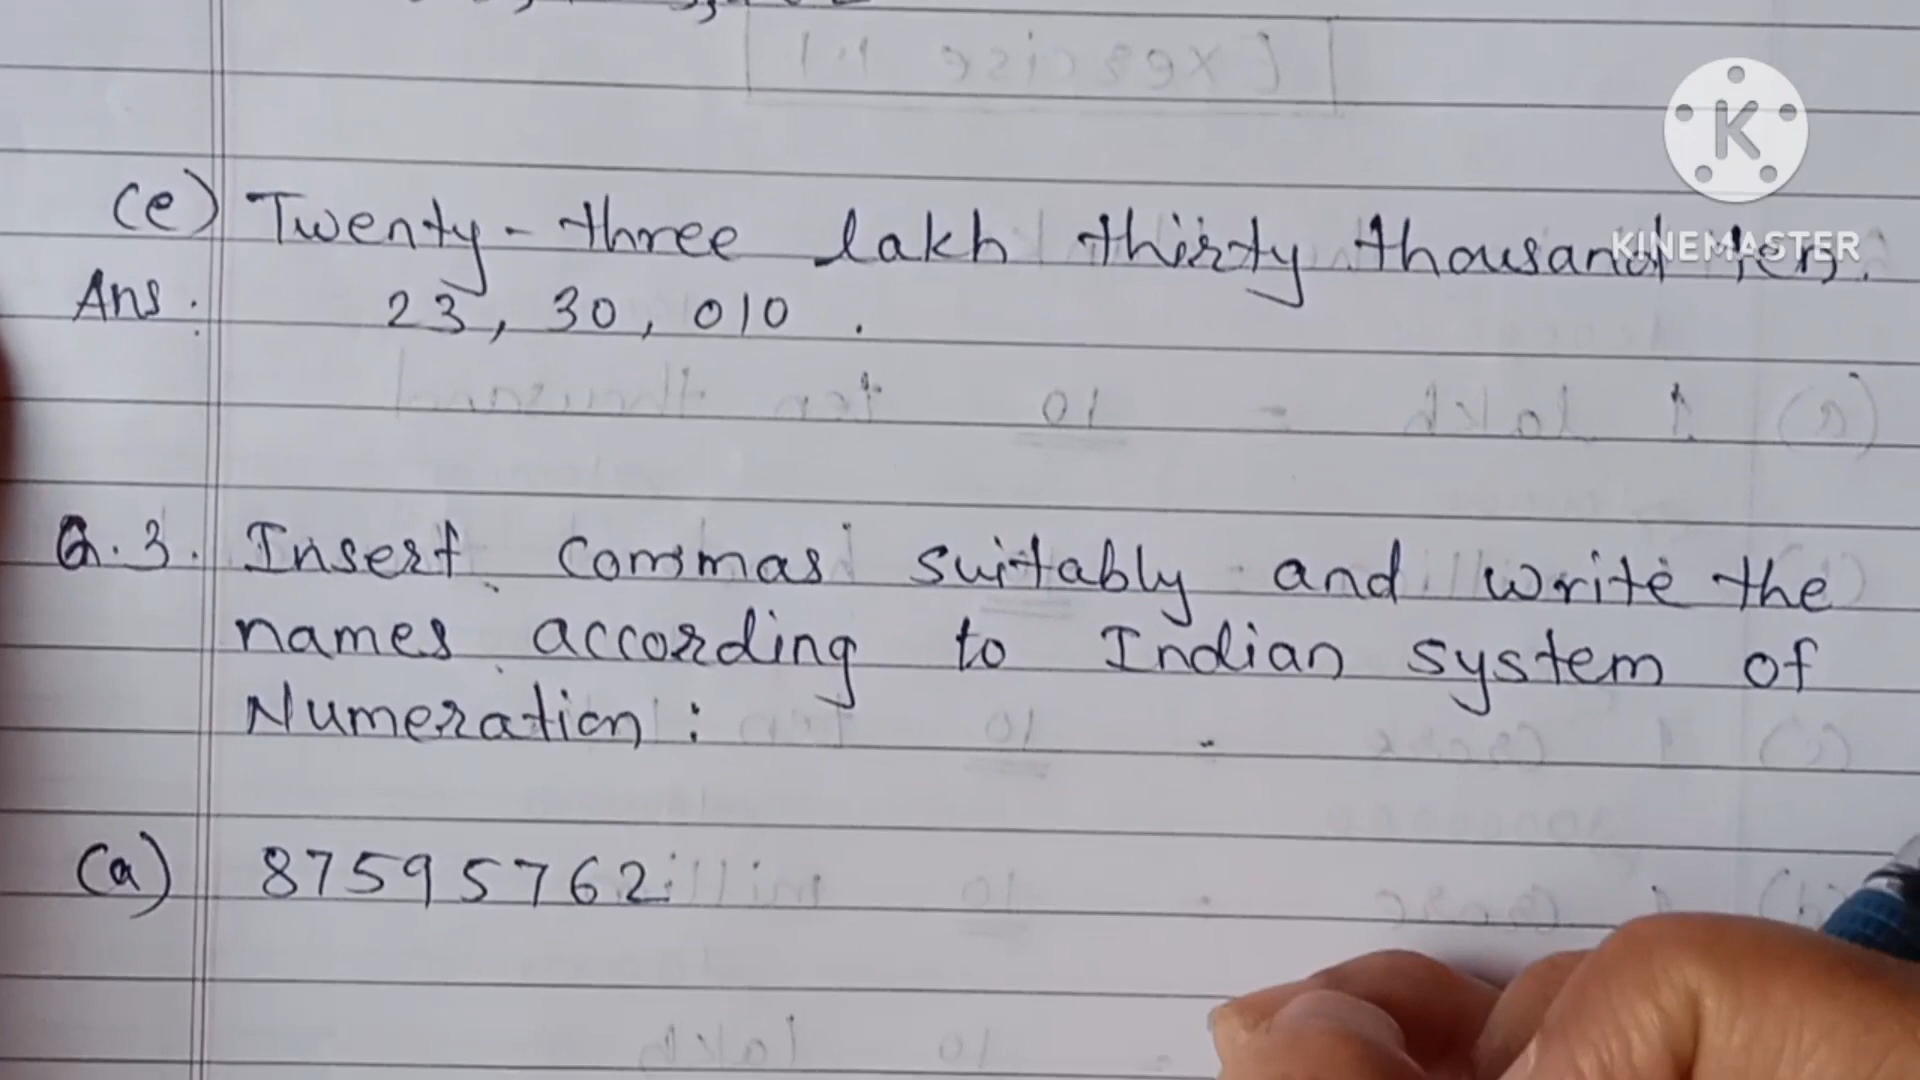 K
KINEMASTER
(e) Twenty-three lakh thirty thousand ten.
Ans. 23, 30, 010.
Q.3. Insert commas suitably and write the
names according to Indian system of
Numeration:
(a) 87595762